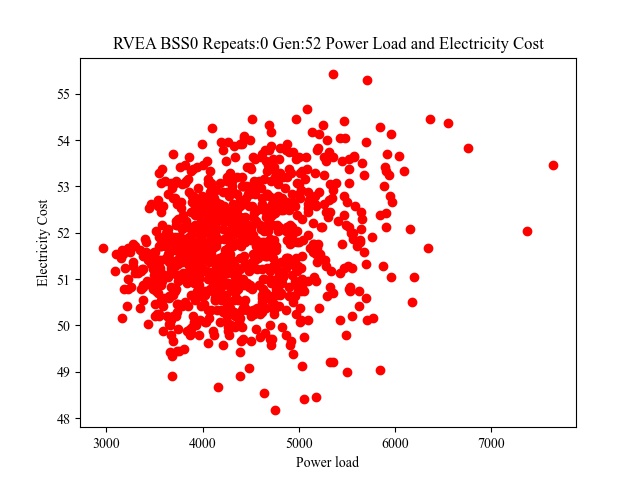 RVEA BSS0 Repeats:0 Gen:52 Power Load and Electricity Cost
55
54
53
52
51
50
49
48
Electricity Cost
3000 4000 5000 6000 7000
Power load